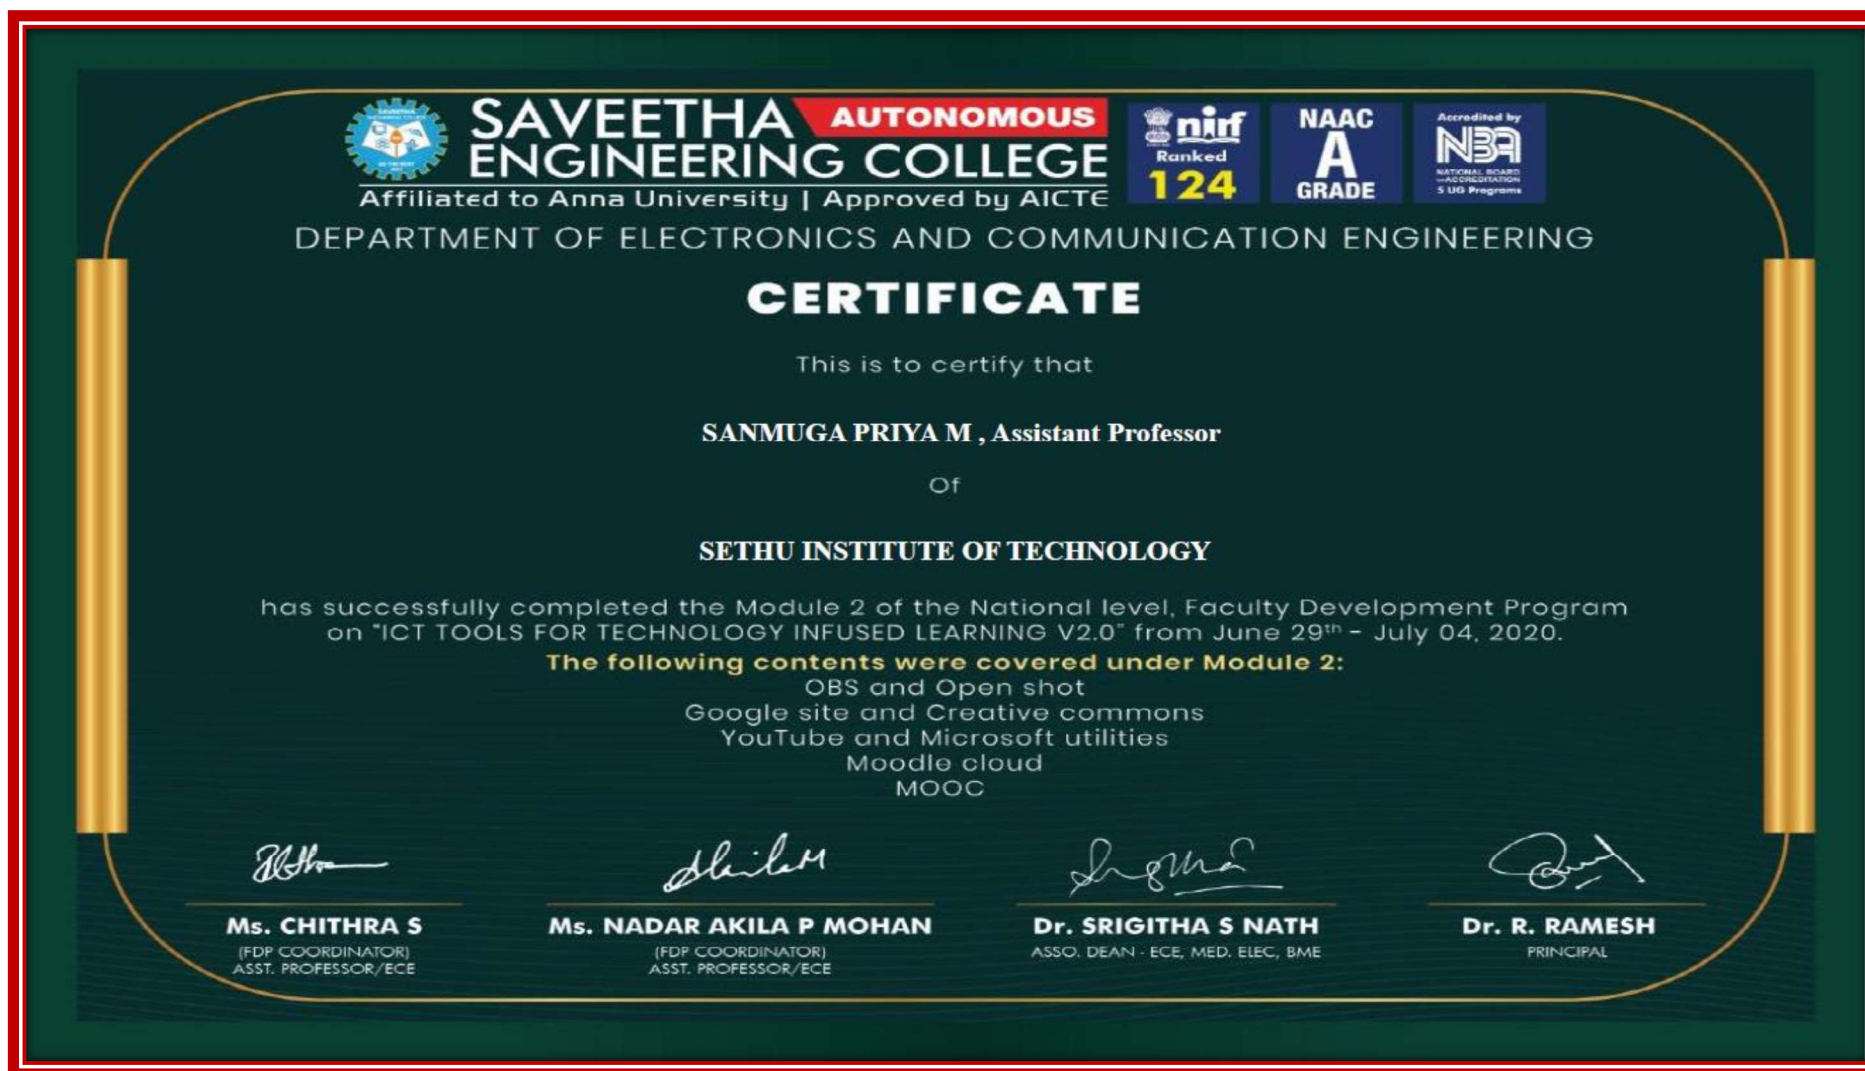 SAVEETHA AUTONOMOUS
ENGINEERING COLLEGE
Affiliated to Anna University | Approved by AICTE
nirf
Ranked
124
NAAC
A
GRADE
Accredited by
NBA
NATIONAL BOARD
ACCREDITATION
5 UG Programs
DEPARTMENT OF ELECTRONICS AND COMMUNICATION ENGINEERING
CERTIFICATE
This is to certify that
SANMUGA PRIYA M , Assistant Professor
Of
SETHU INSTITUTE OF TECHNOLOGY
has successfully completed the Module 2 of the National level, Faculty Development Program
on "ICT TOOLS FOR TECHNOLOGY INFUSED LEARNING V2.0" from June 29th - July 04, 2020.
The following contents were covered under Module 2:
OBS and Open shot
Google site and Creative commons
YouTube and Microsoft utilities
Moodle cloud
MOOC
Ms. CHITHRA S
(FDP COORDINATOR)
ASST. PROFESSOR/ECE
Ms. NADAR AKILA P MOHAN
(FDP COORDINATOR)
ASST. PROFESSOR/ECE
Dr. SRIGITHA S NATH
ASSO. DEAN - ECE, MED. ELEC, BME
Dr. R. RAMESH
PRINCIPAL